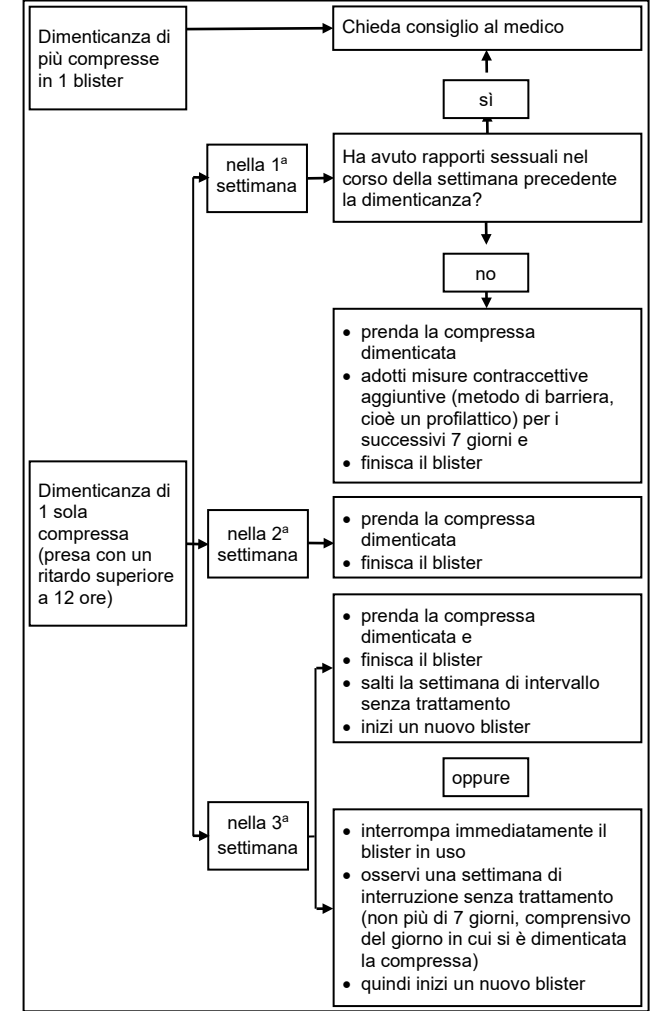 Dimenticanza di
più compresse
in 1 blister
Chieda consiglio al medico
sì
nella 1ª
settimana
Ha avuto rapporti sessuali nel
corso della settimana precedente
la dimenticanza?
no
• prenda la compressa
dimenticata
• adotti misure contraccettive
aggiuntive (metodo di barriera,
cioè un profilattico) per i
successivi 7 giorni e
• finisca il blister
Dimenticanza di
1 sola
compressa
(presa con un
ritardo superiore
a 12 ore)
nella 2ª
settimana
• prenda la compressa
dimenticata
• finisca il blister
• prenda la compressa
dimenticata e
• finisca il blister
• salti la settimana di intervallo
senza trattamento
• inizi un nuovo blister
oppure
nella 3ª
settimana
• interrompa immediatamente il
blister in uso
• osservi una settimana di
interruzione senza trattamento
(non più di 7 giorni, comprensivo
del giorno in cui si è dimenticata
la compressa)
• quindi inizi un nuovo blister